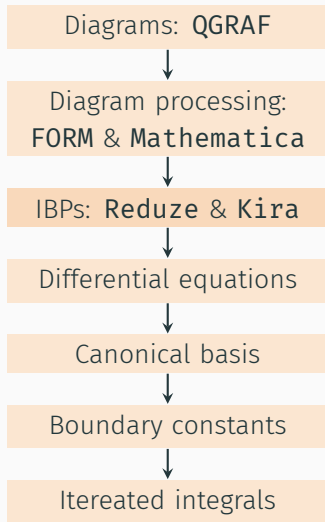 Diagrams: QGRAF
Diagram processing:
FORM & Mathematica
IBPs: Reduze & Kira
Differential equations
Canonical basis
Boundary constants
Itereated integrals